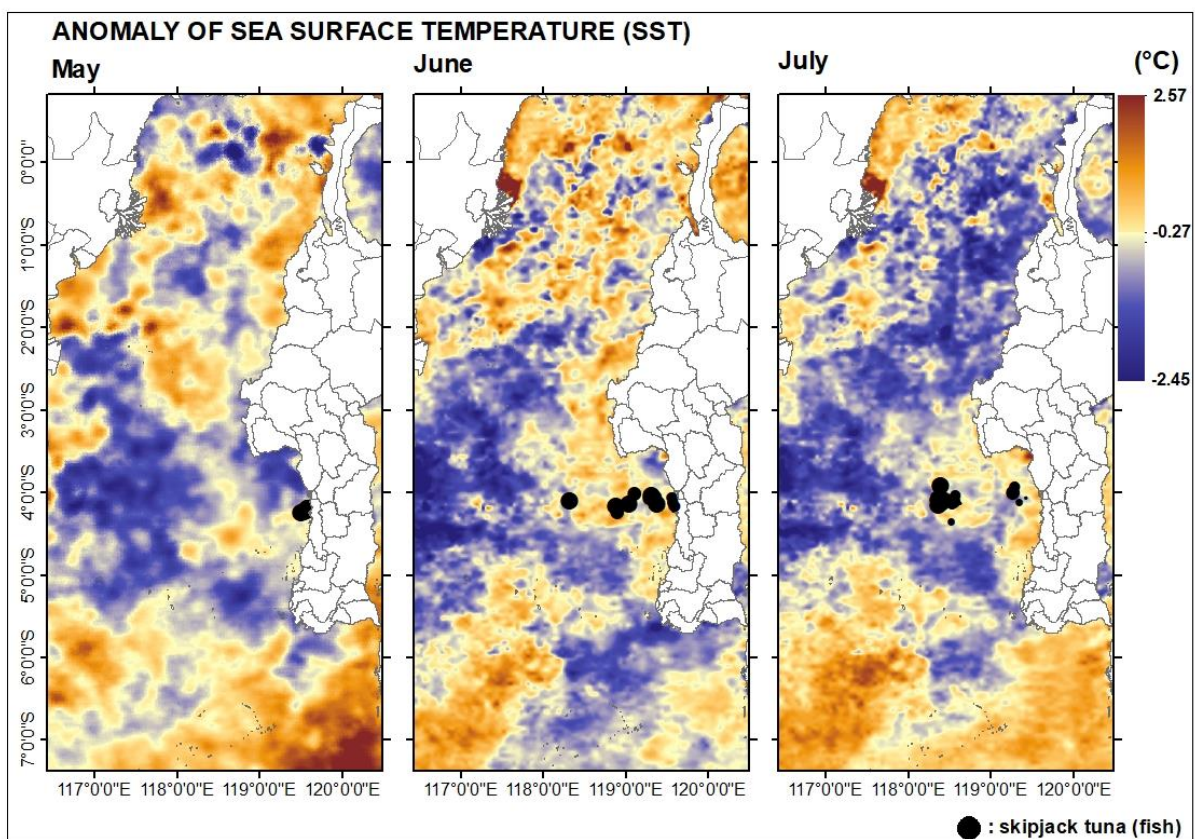 ANOMALY OF SEA SURFACE TEMPERATURE (SST)
May
June
July
(°C)
2.57
-0.27
-2.45
0°0'0"
1°0'0"S
2°0'0"S
3°0'0"S
4°0'0"S
5°0'0"S
6°0'0"S
7°0'0"S
117°0'0"E 118°0'0"E 119°0'0"E 120°0'0"E
117°0'0"E 118°0'0"E 119°0'0"E 120°0'0"E
117°0'0"E 118°0'0"E 119°0'0"E 120°0'0"E
: skipjack tuna (fish)